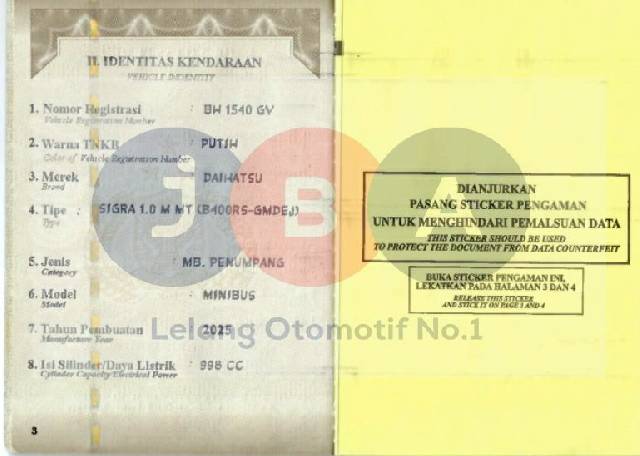 II. IDENTITAS KENDARAAN
VEHICLE IDENTITY
1. Nomor Registrasi : BH 1540 GV
Vehicle Registration Number
2. Warna TNKB : PUTIH
Color of Vehicle Registration Number
3. Merek : DAIHATSU
Brand
4. Tipe : SIGRA 1.0 M MT (B400RS-GMDEJ)
Type
5. Jenis : MB. PENUMPANG
Category
6. Model : MINIBUS
Model
7. Tahun Pembuatan : 2025
Manufacture Year
8. Isi Silinder/Daya Listrik : 998 CC
Cylinder Capacity/Electrical Power
3
DIANJURKAN
PASANG STICKER PENGAMAN
UNTUK MENGHINDARI PEMALSUAN DATA
THIS STICKER SHOULD BE USED
TO PROTECT THE DOCUMENT FROM DATA COUNTERFEIT
BUKA STICKER PENGAMAN INI,
LEKATKAN PADA HALAMAN 3 DAN 4
RELEASE THIS STICKER
AND STICK IT ON PAGE 3 AND 4
JBA
Lelang Otomotif No.1